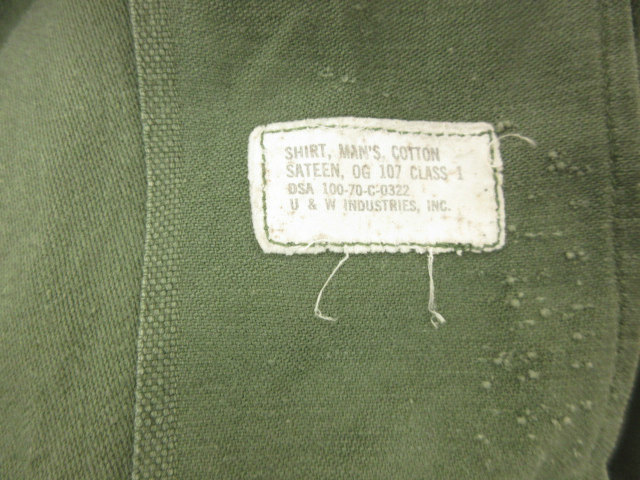 SHIRT, MAN'S, COTTON
SATEEN, OG 107 CLASS 1
DSA 100-70-C-0322
U & W INDUSTRIES, INC.